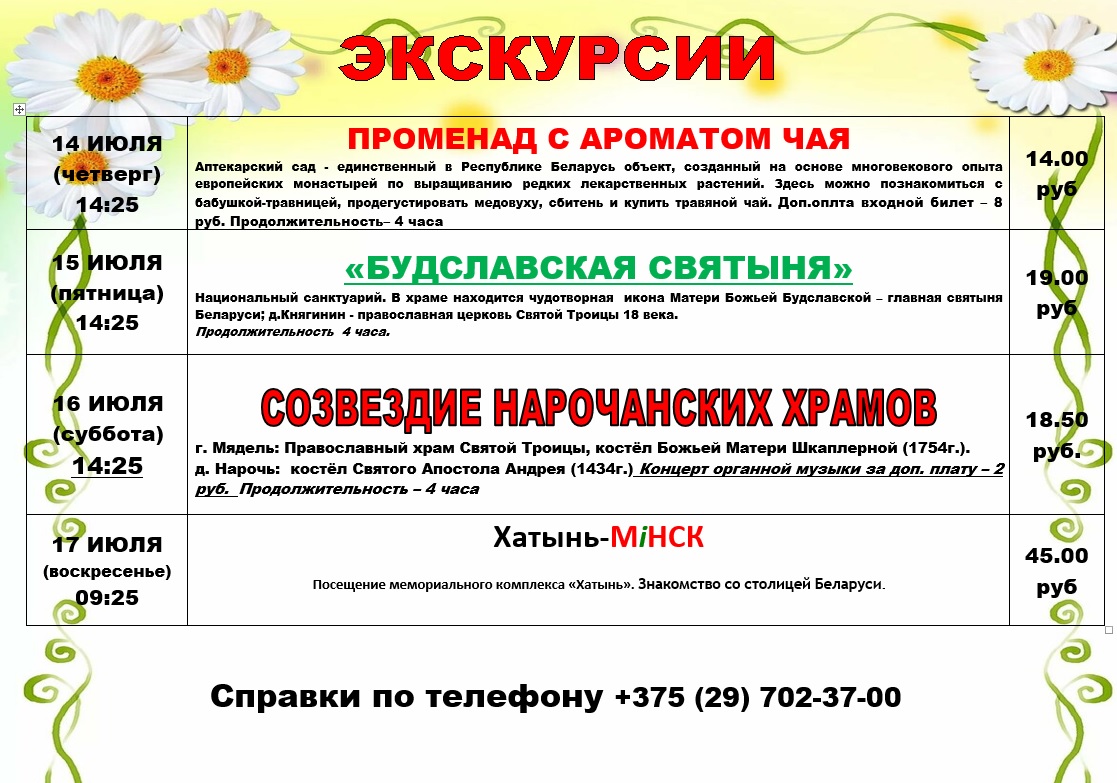 ЭКСКУРСИИ
14 ИЮЛЯ
(четверг)
14:25
ПРОМЕНАД С АРОМАТОМ ЧАЯ
Аптекарский сад - единственный в Республике Беларусь объект, созданный на основе многовекового опыта
европейских монастырей по выращиванию редких лекарственных растений. Здесь можно познакомиться с
бабушкой-травницей, продегустировать медовуху, сбитень и купить травяной чай. Доп.оплта входной билет – 8
руб. Продолжительность– 4 часа
14.00
руб
15 ИЮЛЯ
(пятница)
14:25
«БУДСЛАВСКАЯ СВЯТЫНЯ»
Национальный санктуарий. В храме находится чудотворная икона Матери Божьей Будславской – главная святыня
Беларуси; д.Княгинин - православная церковь Святой Троицы 18 века.
Продолжительность 4 часа.
19.00
руб
16 ИЮЛЯ
(суббота)
14:25
СОЗВЕЗДИЕ НАРОЧАНСКИХ ХРАМОВ
г. Мядель: Православный храм Святой Троицы, костёл Божьей Матери Шкаплерной (1754г.).
д. Нарочь: костёл Святого Апостола Андрея (1434г.) Концерт органной музыки за доп. плату – 2
руб. Продолжительность – 4 часа
18.50
руб.
17 ИЮЛЯ
(воскресенье)
09:25
Хатынь-МiНСК
Посещение мемориального комплекса «Хатынь». Знакомство со столицей Беларуси.
45.00
руб
Справки по телефону +375 (29) 702-37-00